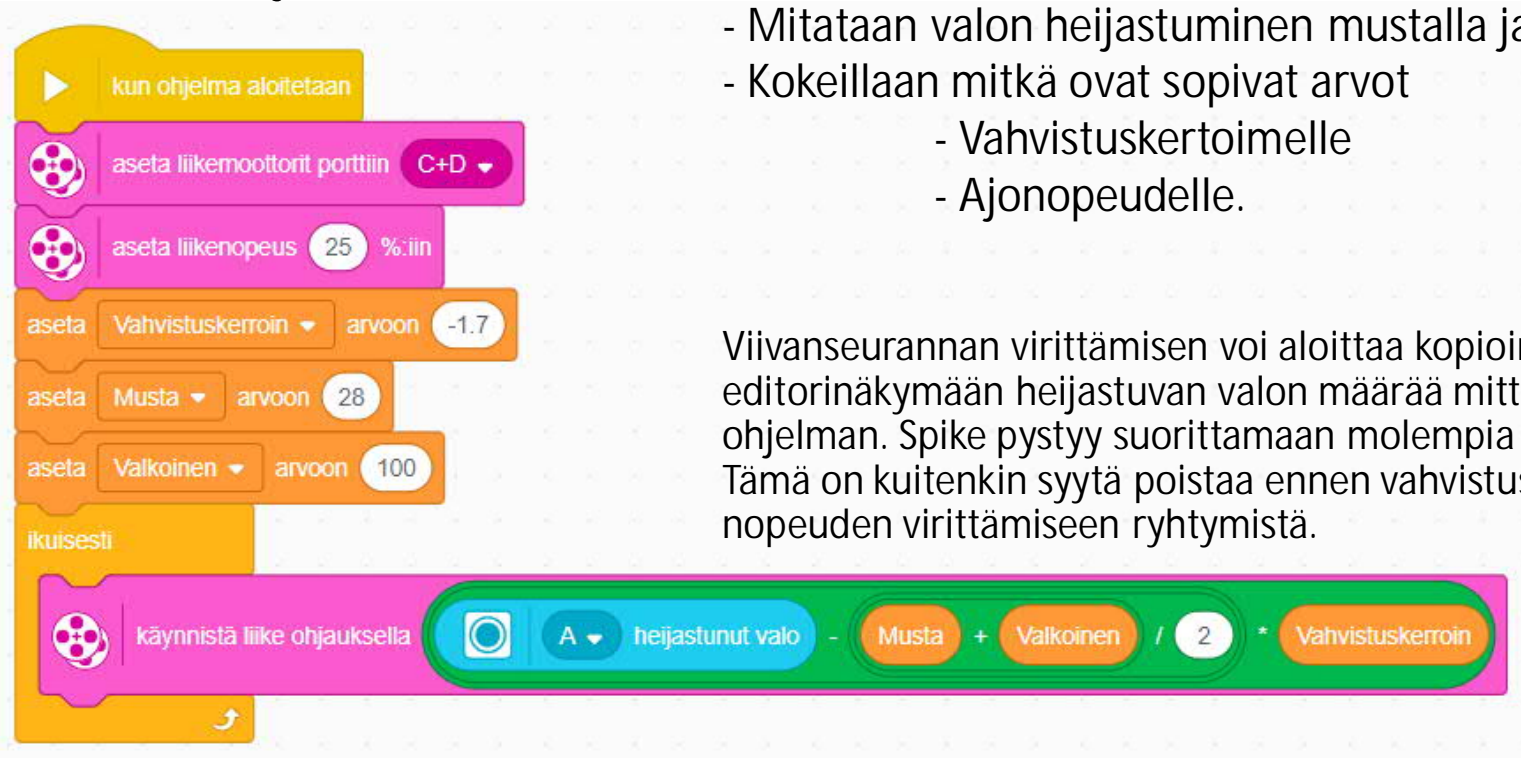 kun ohjelma aloitetaan
aseta liikemoottorit porttiin C+D
aseta liikenopeus 25 %:iin
aseta Vahvistuskerroin arvoon -1.7
aseta Musta arvoon 28
aseta Valkoinen arvoon 100
ikuisesti
käynnistä liike ohjauksella A heijastunut valo - Musta + Valkoinen / 2 * Vahvistuskerroin
- Mitataan valon heijastuminen mustalla ja
- Kokeillaan mitkä ovat sopivat arvot
- Vahvistuskertoimelle
- Ajonopeudelle.
Viivanseurannan virittämisen voi aloittaa kopioi
editorinäkymään heijastuvan valon määrää mitt
ohjelman. Spike pystyy suorittamaan molempia
Tämä on kuitenkin syytä poistaa ennen vahvistus
nopeuden virittämiseen ryhtymistä.